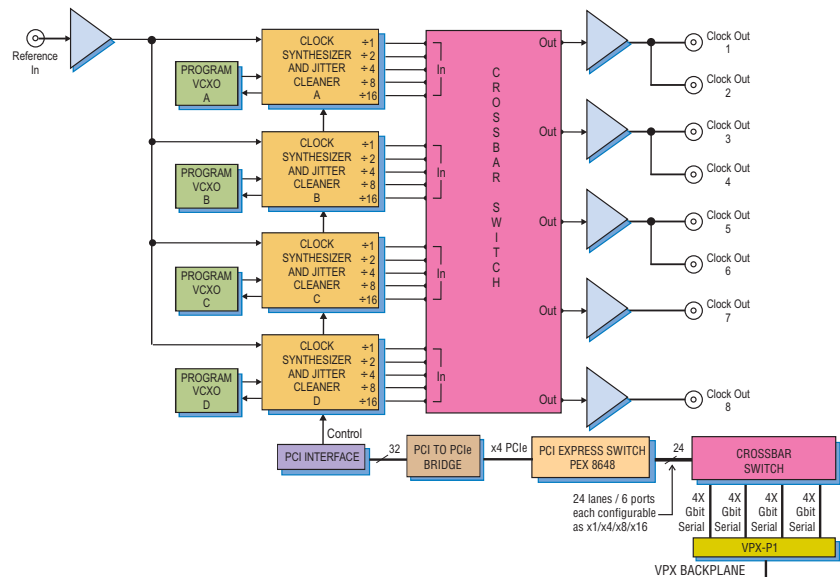 Reference
In
PROGRAM
VCXO
A
CLOCK
SYNTHESIZER
AND JITTER
CLEANER
A
÷1
÷2
÷4
÷8
÷16
In
PROGRAM
VCXO
B
CLOCK
SYNTHESIZER
AND JITTER
CLEANER
B
÷1
÷2
÷4
÷8
÷16
In
PROGRAM
VCXO
C
CLOCK
SYNTHESIZER
AND JITTER
CLEANER
C
÷1
÷2
÷4
÷8
÷16
In
PROGRAM
VCXO
D
CLOCK
SYNTHESIZER
AND JITTER
CLEANER
D
÷1
÷2
÷4
÷8
÷16
In
CROSSBAR SWITCH
Out
Out
Out
Out
Out
Clock Out
1
Clock Out
2
Clock Out
3
Clock Out
4
Clock Out
5
Clock Out
6
Clock Out
7
Clock Out
8
Control
PCI INTERFACE
32
PCI TO PCIe
BRIDGE
x4 PCIe
PCI EXPRESS SWITCH
PEX 8648
24
CROSSBAR
SWITCH
24 lanes / 6 ports
each configurable
as x1/x4/x8/x16
4X
Gbit
Serial
4X
Gbit
Serial
4X
Gbit
Serial
4X
Gbit
Serial
VPX-P1
VPX BACKPLANE